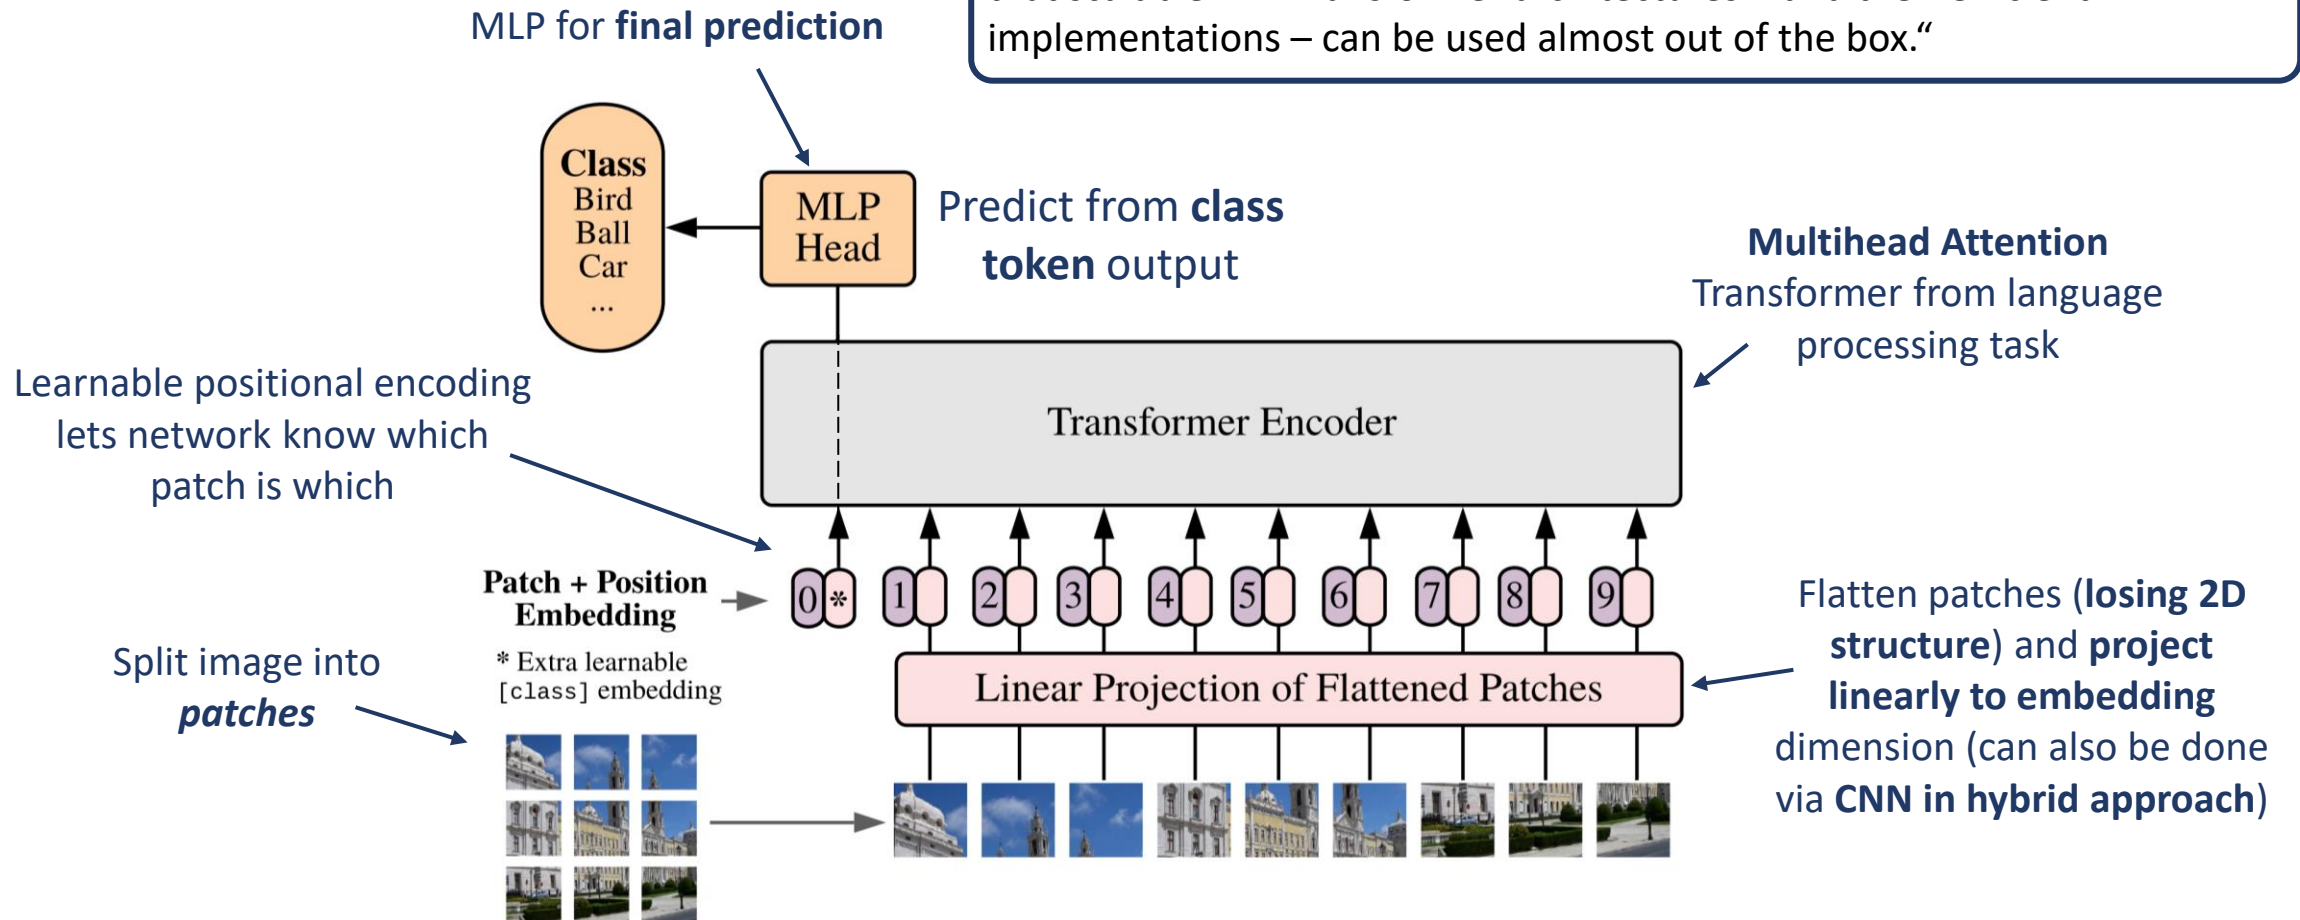 implementations – can be used almost out of the box.“
MLP for final prediction
Class
Bird
Ball
Car
...
MLP
Head
Predict from class
token output
Multihead Attention
Transformer from language
processing task
Transformer Encoder
Learnable positional encoding
lets network know which
patch is which
Patch + Position
Embedding
* Extra learnable
[class] embedding
0 * 1 2 3 4 5 6 7 8 9
Linear Projection of Flattened Patches
Flatten patches (losing 2D
structure) and project
linearly to embedding
dimension (can also be done
via CNN in hybrid approach)
Split image into
patches